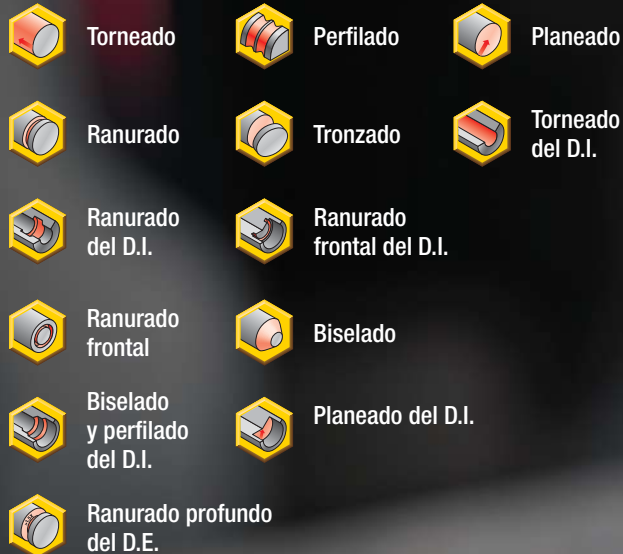 Torneado
Perfilado
Planeado
Ranurado
Tronzado
Torneado
del D.I.
Ranurado
del D.I.
Ranurado
frontal del D.I.
Ranurado
frontal
Biselado
Biselado
y perfilado
del D.I.
Planeado del D.I.
Ranurado profundo
del D.E.